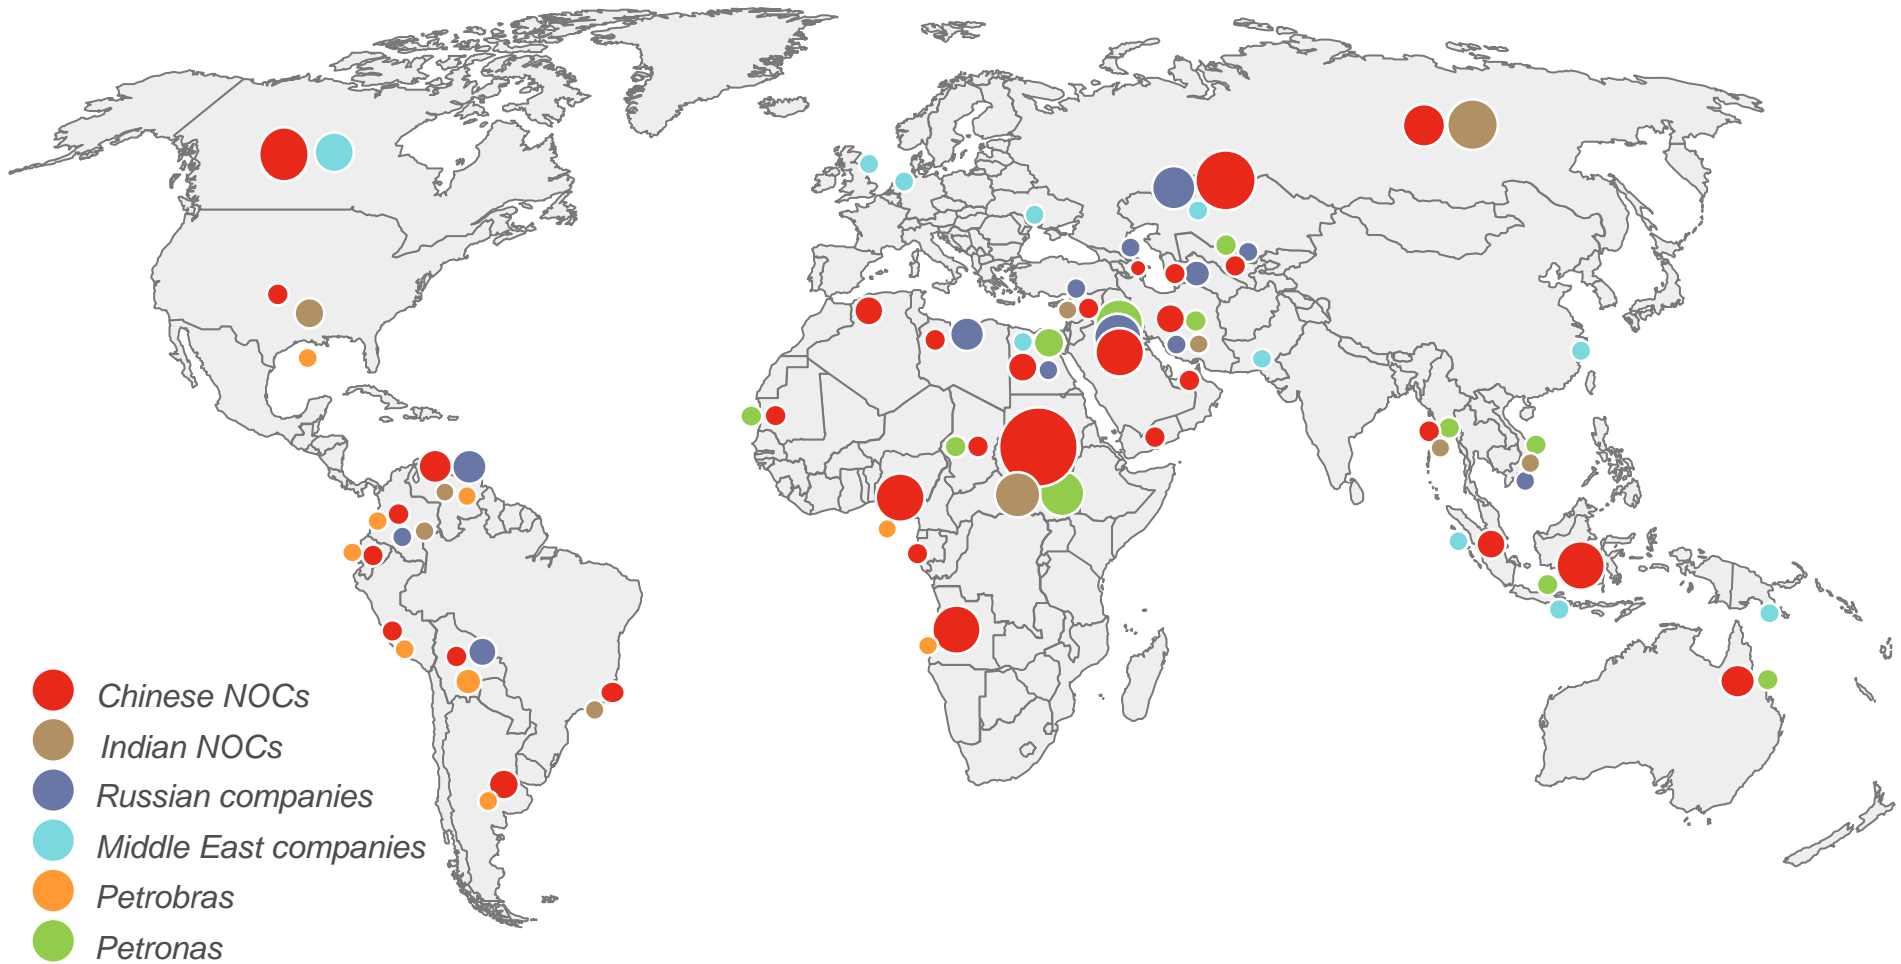 Chinese NOCs
Indian NOCs
Russian companies
Middle East companies
Petrobras
Petronas